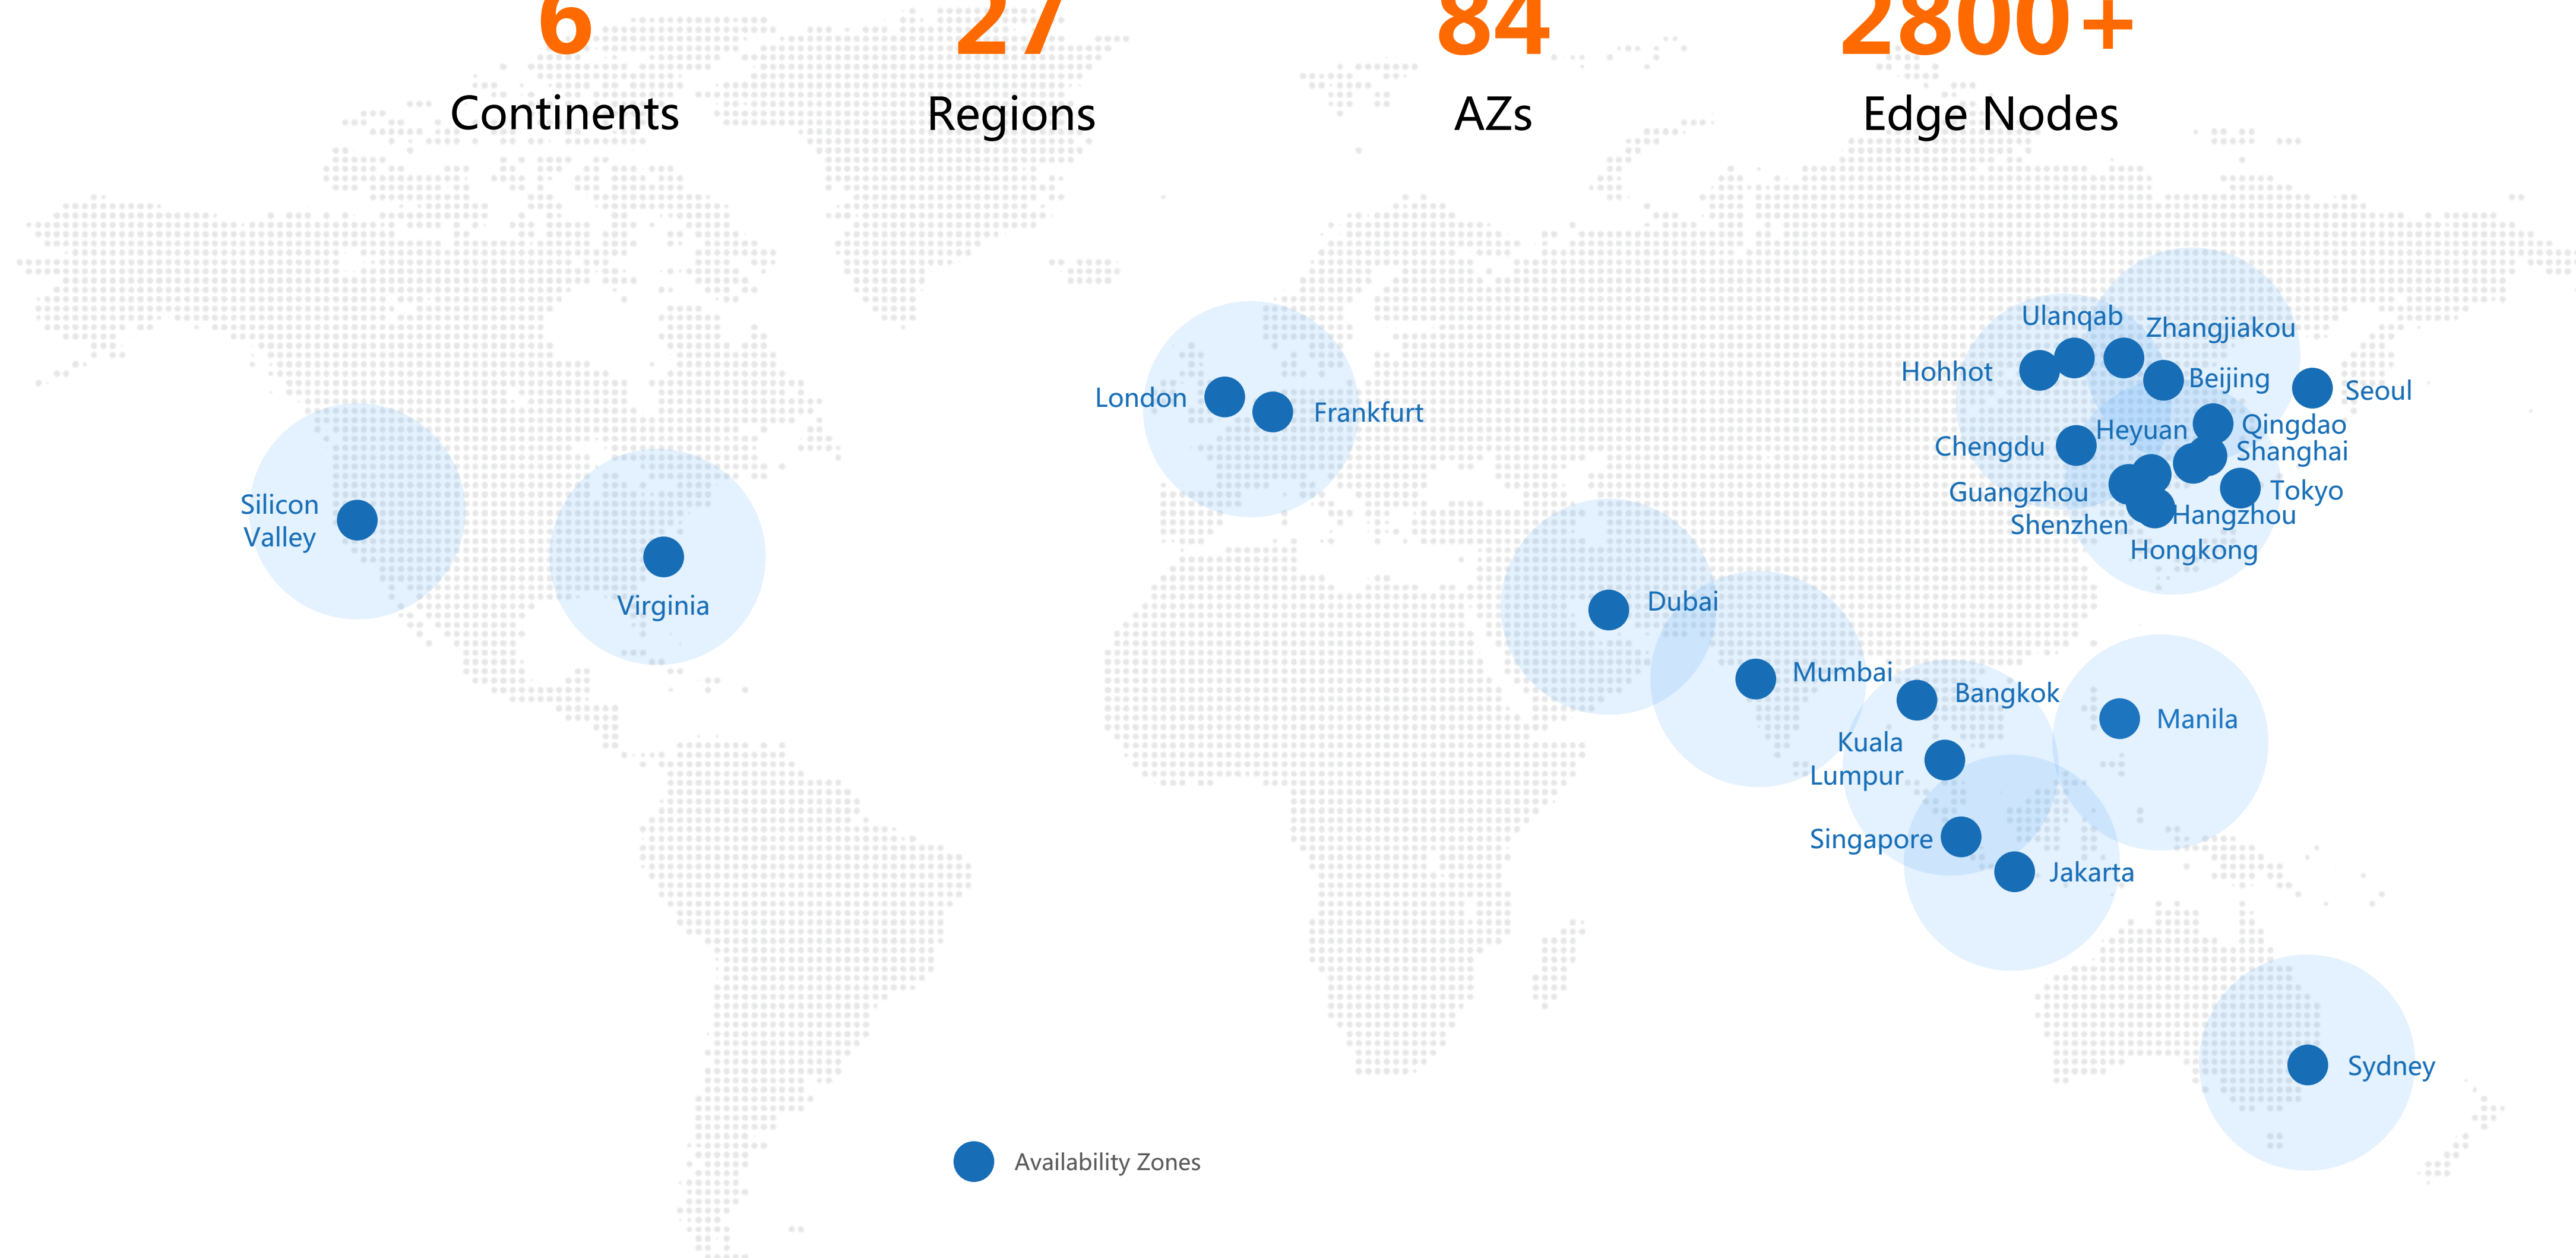 6
27
84
2800+
Continents
Regions
AZs
Edge Nodes
Ulanqab
Zhangjiakou
Hohhot
Beijing
Seoul
London
Frankfurt
Qingdao
Heyuan
Chengdu
Shanghai
Silicon
Valley
Guangzhou
Tokyo
Hangzhou
Shenzhen
Hongkong
Virginia
Dubai
Mumbai
Bangkok
Manila
Kuala
Lumpur
Singapore
Jakarta
Sydney
Availability Zones